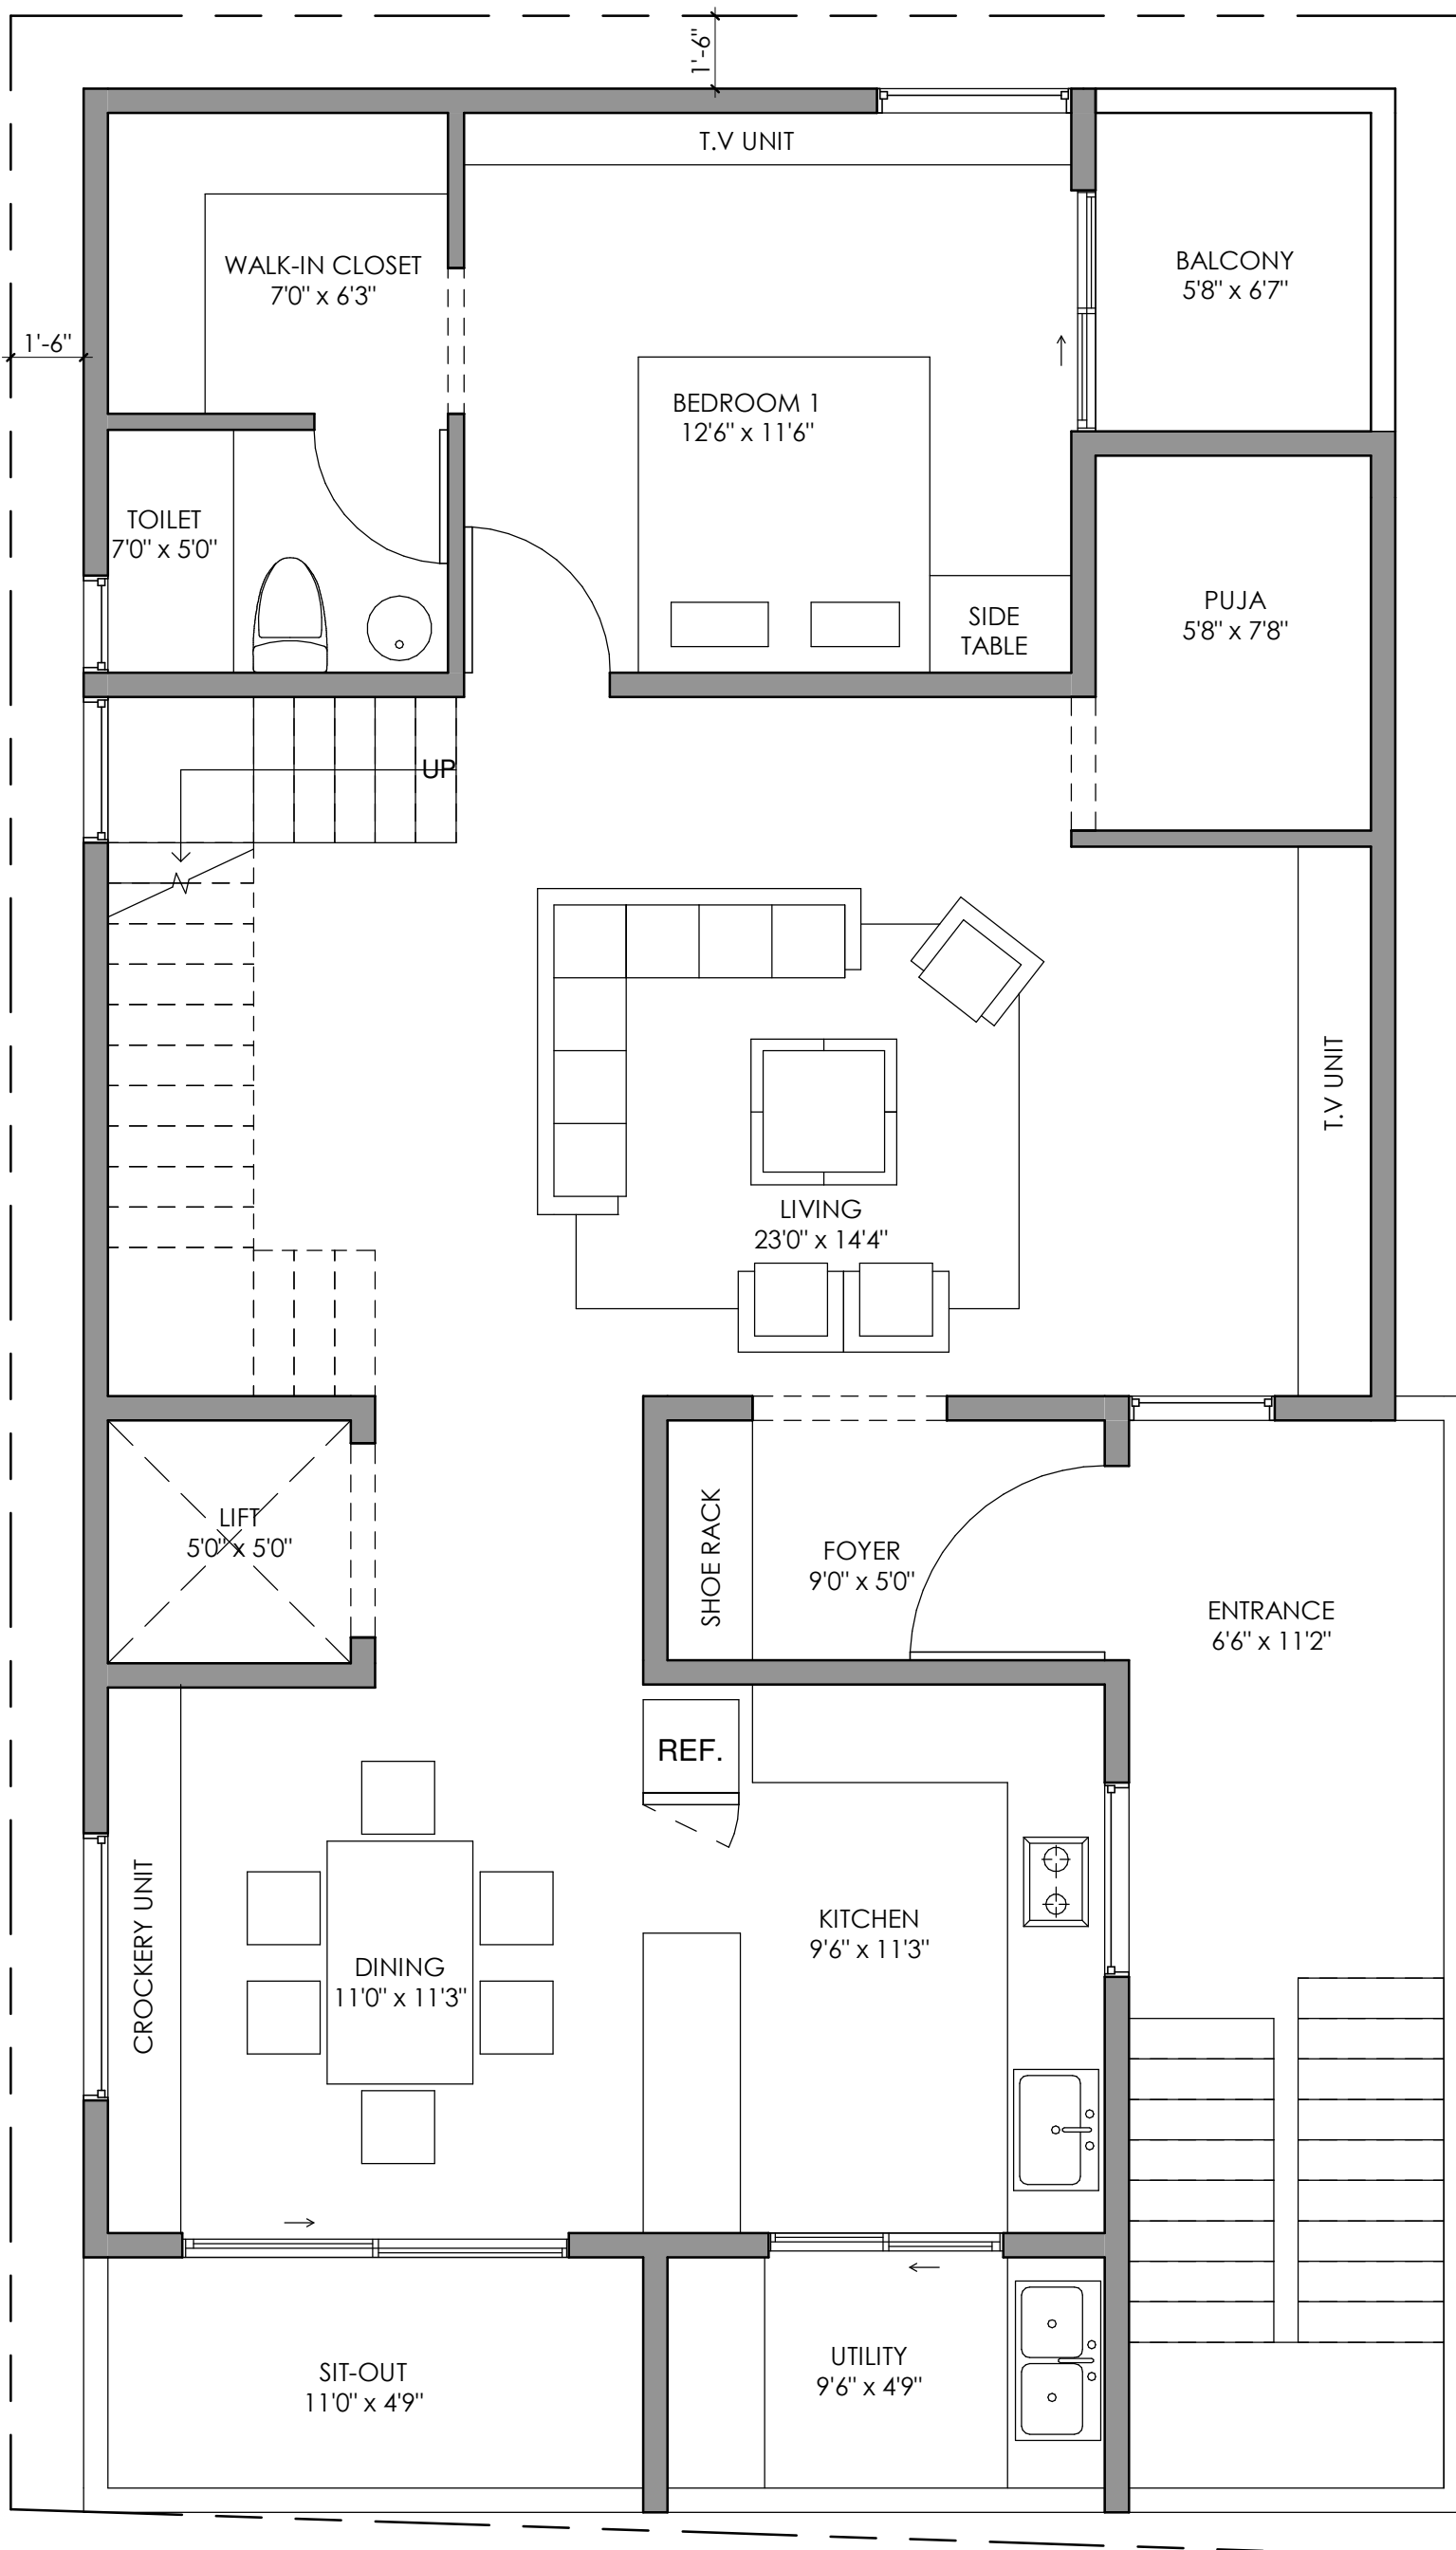 1'-6"
T.V UNIT
WALK-IN CLOSET
7'0" x 6'3"
BALCONY
5'8" x 6'7"
1'-6"
BEDROOM 1
12'6" x 11'6"
TOILET
7'0" x 5'0"
SIDE
TABLE
PUJA
5'8" x 7'8"
UP
T.V UNIT
LIVING
23'0" x 14'4"
LIFT
5'0" x 5'0"
SHOE RACK
FOYER
9'0" x 5'0"
ENTRANCE
6'6" x 11'2"
REF.
CROCKERY UNIT
DINING
11'0" x 11'3"
KITCHEN
9'6" x 11'3"
SIT-OUT
11'0" x 4'9"
UTILITY
9'6" x 4'9"